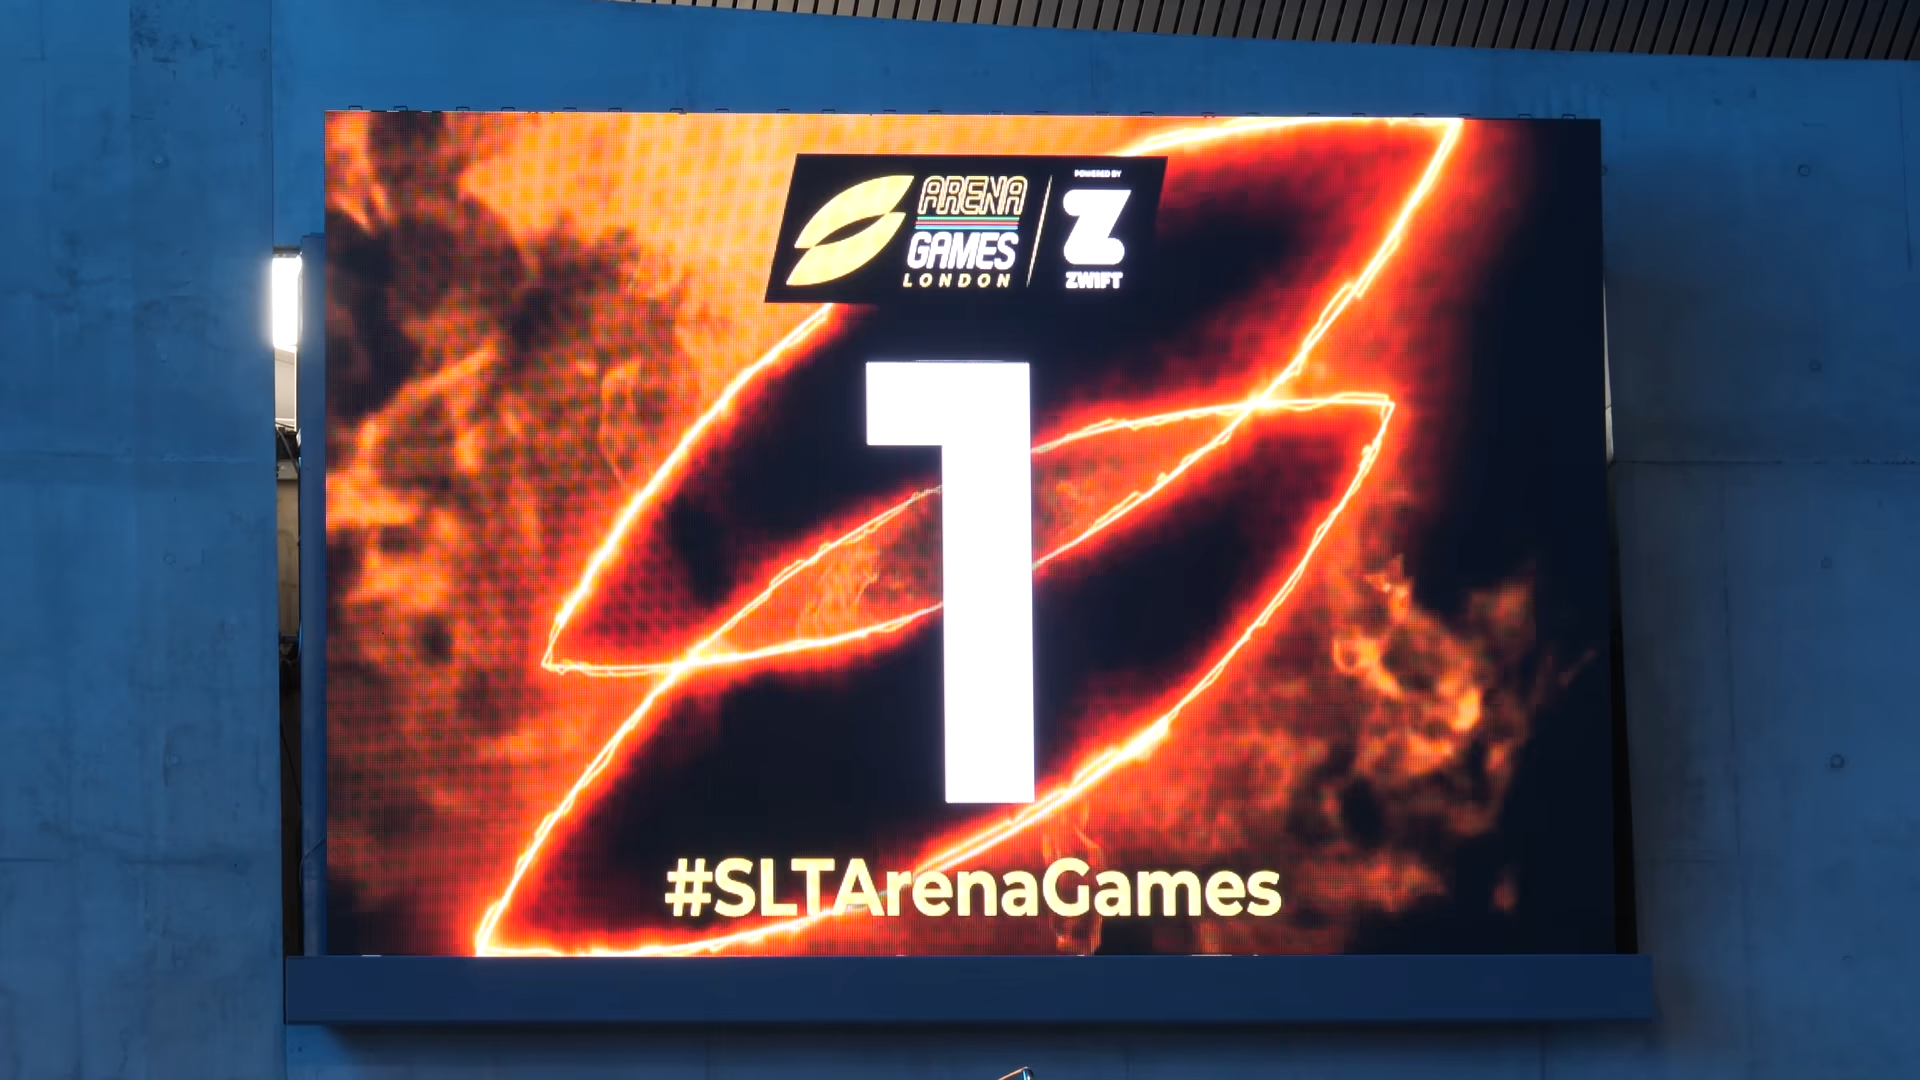 ARENA
GAMES
LONDON
POWERED BY
ZWIFT
1
#SLTArenaGames